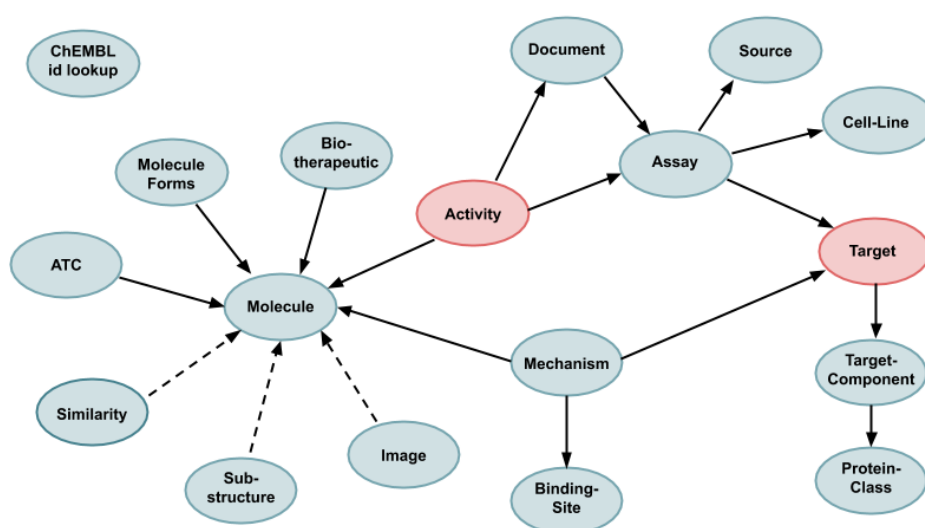 ChEMBL
id lookup
Document
Source
Cell-Line
Bio-
therapeutic
Molecule
Forms
Assay
Activity
ATC
Target
Molecule
Mechanism
Target-
Component
Similarity
Image
Sub-
structure
Binding-
Site
Protein-
Class